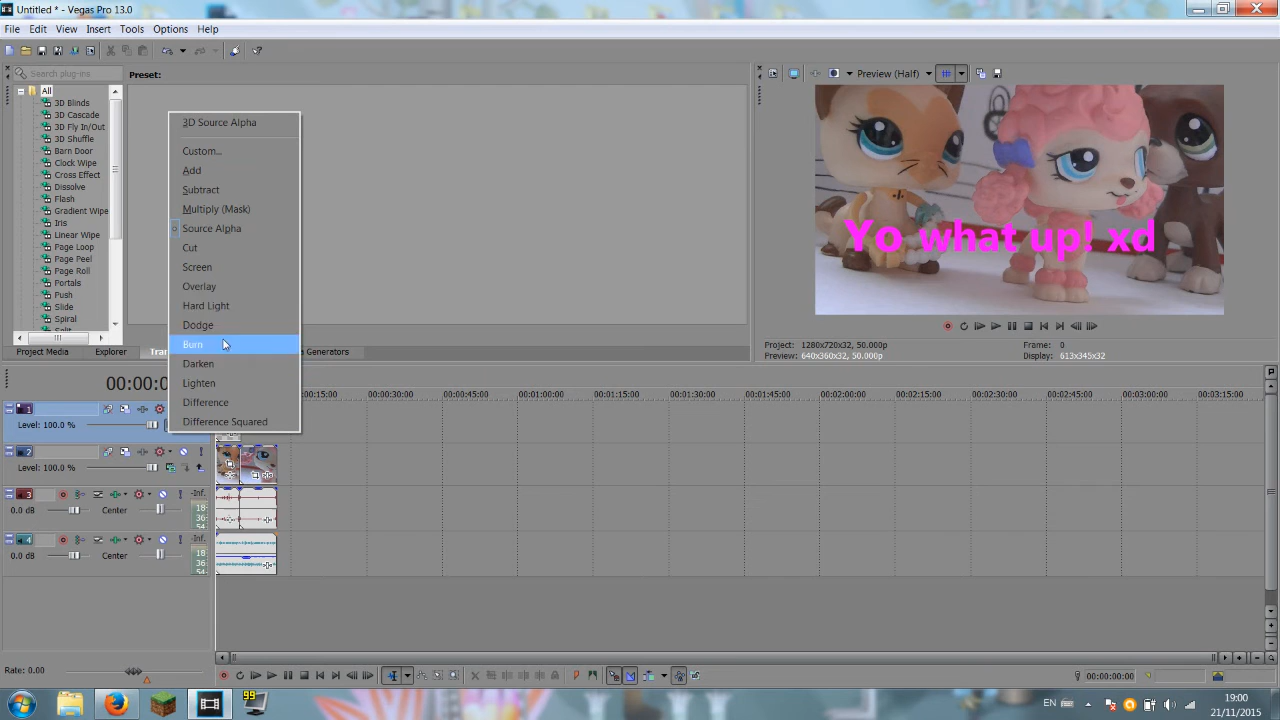 Untitled * - Vegas Pro 13.0
File Edit View Insert Tools Options Help
Search plug-ins
Preset:
Preview (Half)
All
3D Blinds
3D Cascade
3D Fly In/Out
3D Shuffle
Barn Door
Clock Wipe
Cross Effect
Dissolve
Flash
Gradient Wipe
Iris
Linear Wipe
Page Loop
Page Peel
Page Roll
Portals
Push
Slide
Spiral
Split
3D Source Alpha
Custom...
Add
Subtract
Multiply (Mask)
Source Alpha
Cut
Screen
Overlay
Hard Light
Dodge
Burn
Darken
Lighten
Difference
Difference Squared
Yo what up! xd
Project: 1280x720x32, 50.000p
Preview: 640x360x32, 50.000p
Frame: 0
Display: 613x345x32
Project Media Explorer Tran a Generators
00:00:0
0:00:15:00 00:00:30:00 00:00:45:00 00:01:00:00 00:01:15:00 00:01:30:00 00:01:45:00 00:02:00:00 00:02:15:00 00:02:30:00 00:02:45:00 00:03:00:00 00:03:15:00
1
Level: 100.0 %
2
Level: 100.0 %
3
-Inf.
0.0 dB Center
18-
36-
54-
4
-Inf.
0.0 dB Center
18-
36-
54-
Rate: 0.00
00:00:00:00
99
EN
19:00
21/11/2015